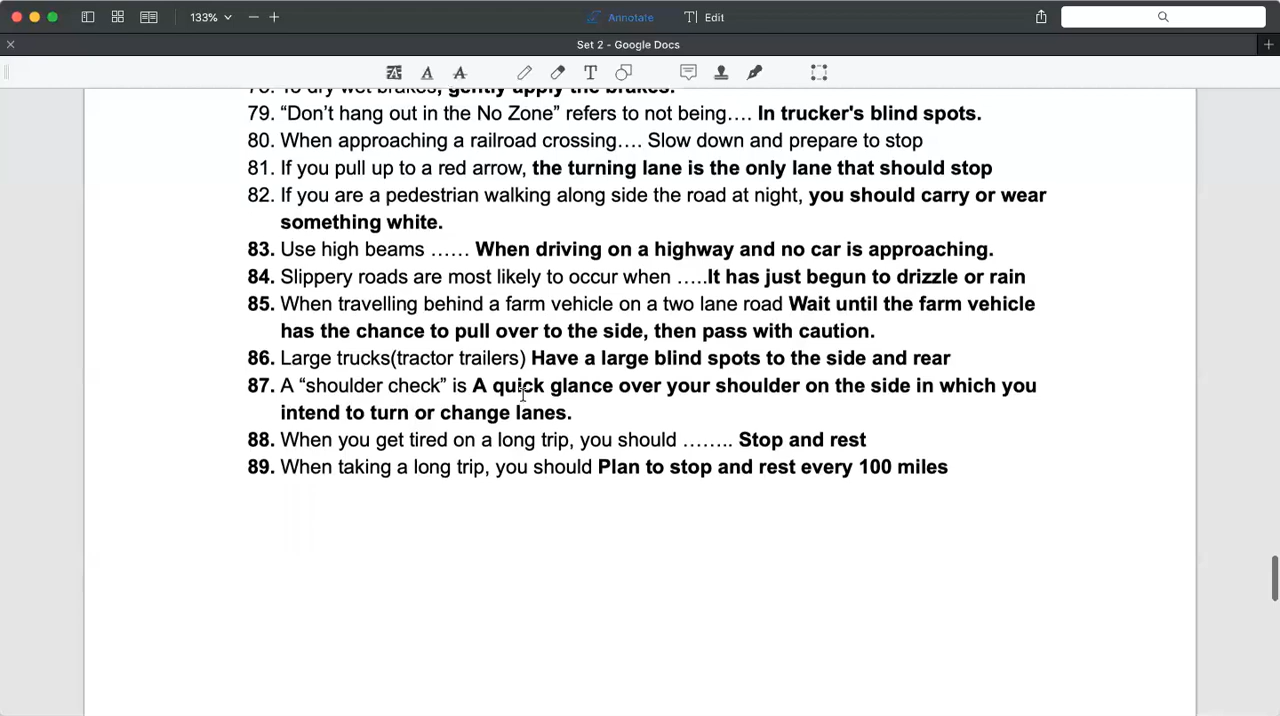 133%
Annotate
Edit
Set 2 - Google Docs
78. To dry wet brakes, gently apply the brakes.
79. “Don’t hang out in the No Zone” refers to not being…. In trucker's blind spots.
80. When approaching a railroad crossing…. Slow down and prepare to stop
81. If you pull up to a red arrow, the turning lane is the only lane that should stop
82. If you are a pedestrian walking along side the road at night, you should carry or wear
something white.
83. Use high beams …… When driving on a highway and no car is approaching.
84. Slippery roads are most likely to occur when …..It has just begun to drizzle or rain
85. When travelling behind a farm vehicle on a two lane road Wait until the farm vehicle
has the chance to pull over to the side, then pass with caution.
86. Large trucks(tractor trailers) Have a large blind spots to the side and rear
87. A “shoulder check” is A quick glance over your shoulder on the side in which you
intend to turn or change lanes.
88. When you get tired on a long trip, you should …….. Stop and rest
89. When taking a long trip, you should Plan to stop and rest every 100 miles